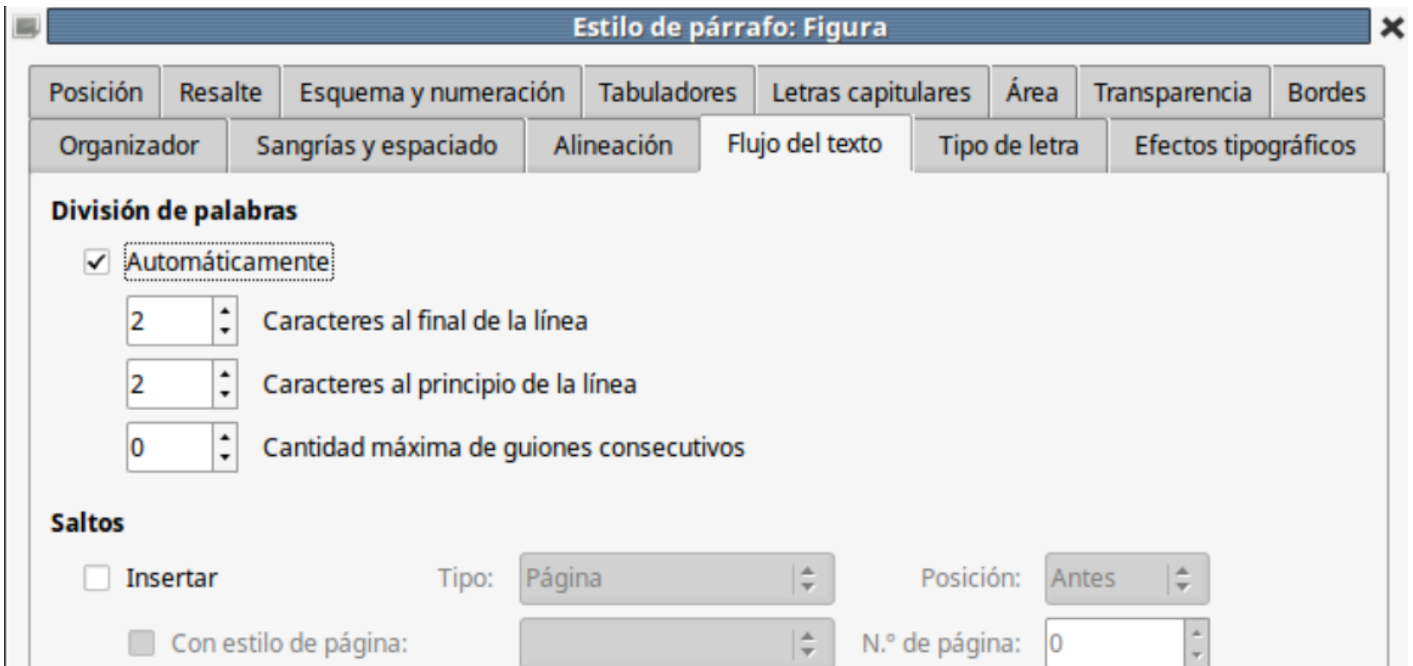 Estilo de párrafo: Figura
Posición Resalte Esquema y numeración Tabuladores Letras capitulares Área Transparencia Bordes
Organizador Sangrías y espaciado Alineación Flujo del texto Tipo de letra Efectos tipográficos
División de palabras
Automáticamente
2 Caracteres al final de la línea
2 Caracteres al principio de la línea
0 Cantidad máxima de guiones consecutivos
Saltos
Insertar Tipo: Página Posición: Antes
Con estilo de página: N.º de página: 0